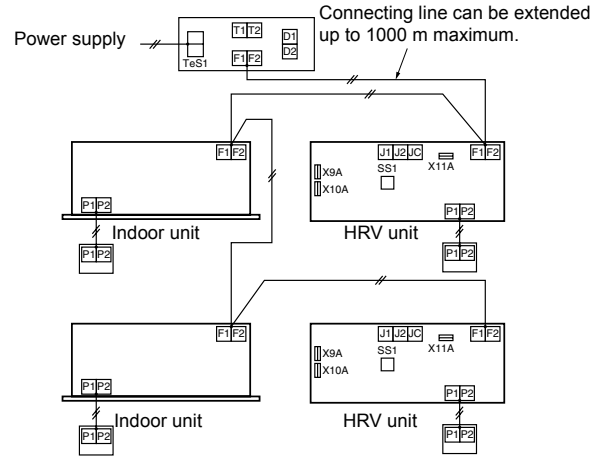 Connecting line can be extended
up to 1000 m maximum.
Power supply
T1 T2
D1
D2
F1 F2
TeS1
F1 F2
J1 J2 JC
F1 F2
X11A
X9A
SS1
X10A
P1 P2
P1 P2
Indoor unit
HRV unit
P1 P2
P1 P2
F1 F2
J1 J2 JC
F1 F2
X11A
X9A
SS1
X10A
P1 P2
P1 P2
Indoor unit
HRV unit
P1 P2
P1 P2